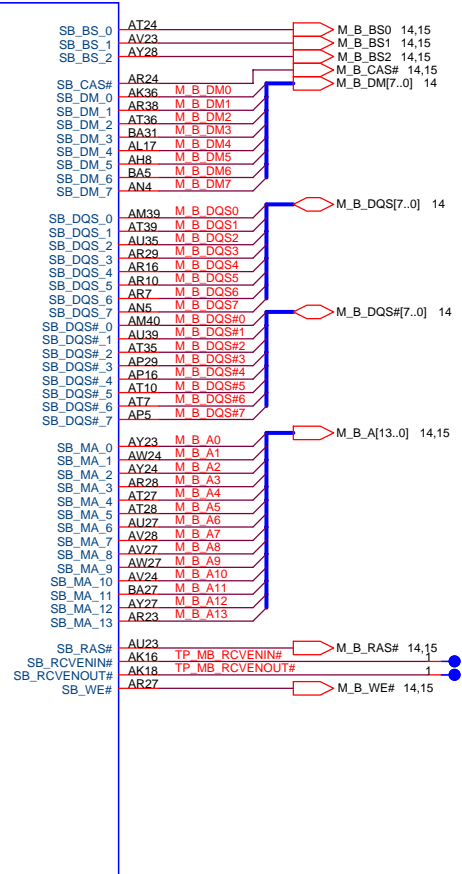 SB_BS_0 AT24 M_B_BS0 14,15
SB_BS_1 AV23 M_B_BS1 14,15
SB_BS_2 AY28 M_B_BS2 14,15
M_B_CAS# 14,15
SB_CAS# AR24 M_B_DM[7..0] 14
SB_DM_0 AK36 M_B_DM0
SB_DM_1 AR38 M_B_DM1
SB_DM_2 AT36 M_B_DM2
SB_DM_3 BA31 M_B_DM3
SB_DM_4 AL17 M_B_DM4
SB_DM_5 AH8 M_B_DM5
SB_DM_6 BA5 M_B_DM6
SB_DM_7 AN4 M_B_DM7
M_B_DQS[7..0] 14
SB_DQS_0 AM39 M_B_DQS0
SB_DQS_1 AT39 M_B_DQS1
SB_DQS_2 AU35 M_B_DQS2
SB_DQS_3 AR29 M_B_DQS3
SB_DQS_4 AR16 M_B_DQS4
SB_DQS_5 AR10 M_B_DQS5
SB_DQS_6 AR7 M_B_DQS6
SB_DQS_7 AN5 M_B_DQS7
M_B_DQS#[7..0] 14
SB_DQS#_0 AM40 M_B_DQS#0
SB_DQS#_1 AU39 M_B_DQS#1
SB_DQS#_2 AT35 M_B_DQS#2
SB_DQS#_3 AP29 M_B_DQS#3
SB_DQS#_4 AP16 M_B_DQS#4
SB_DQS#_5 AT10 M_B_DQS#5
SB_DQS#_6 AT7 M_B_DQS#6
SB_DQS#_7 AP5 M_B_DQS#7
M_B_A[13..0] 14,15
SB_MA_0 AY23 M_B_A0
SB_MA_1 AW24 M_B_A1
SB_MA_2 AY24 M_B_A2
SB_MA_3 AR28 M_B_A3
SB_MA_4 AT27 M_B_A4
SB_MA_5 AT28 M_B_A5
SB_MA_6 AU27 M_B_A6
SB_MA_7 AV28 M_B_A7
SB_MA_8 AV27 M_B_A8
SB_MA_9 AW27 M_B_A9
SB_MA_10 AV24 M_B_A10
SB_MA_11 BA27 M_B_A11
SB_MA_12 AY27 M_B_A12
SB_MA_13 AR23 M_B_A13
SB_RAS# AU23 M_B_RAS# 14,15
SB_RCVENIN# AK16 TP_MB_RCVENIN# 1
SB_RCVENOUT# AK18 TP_MB_RCVENOUT# 1
SB_WE# AR27 M_B_WE# 14,15